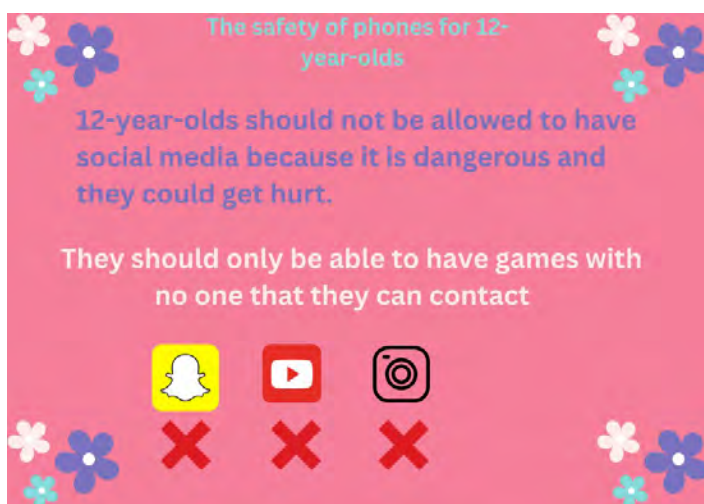 The safety of phones for 12-
year-olds
12-year-olds should not be allowed to have
social media because it is dangerous and
they could get hurt.
They should only be able to have games with
no one that they can contact